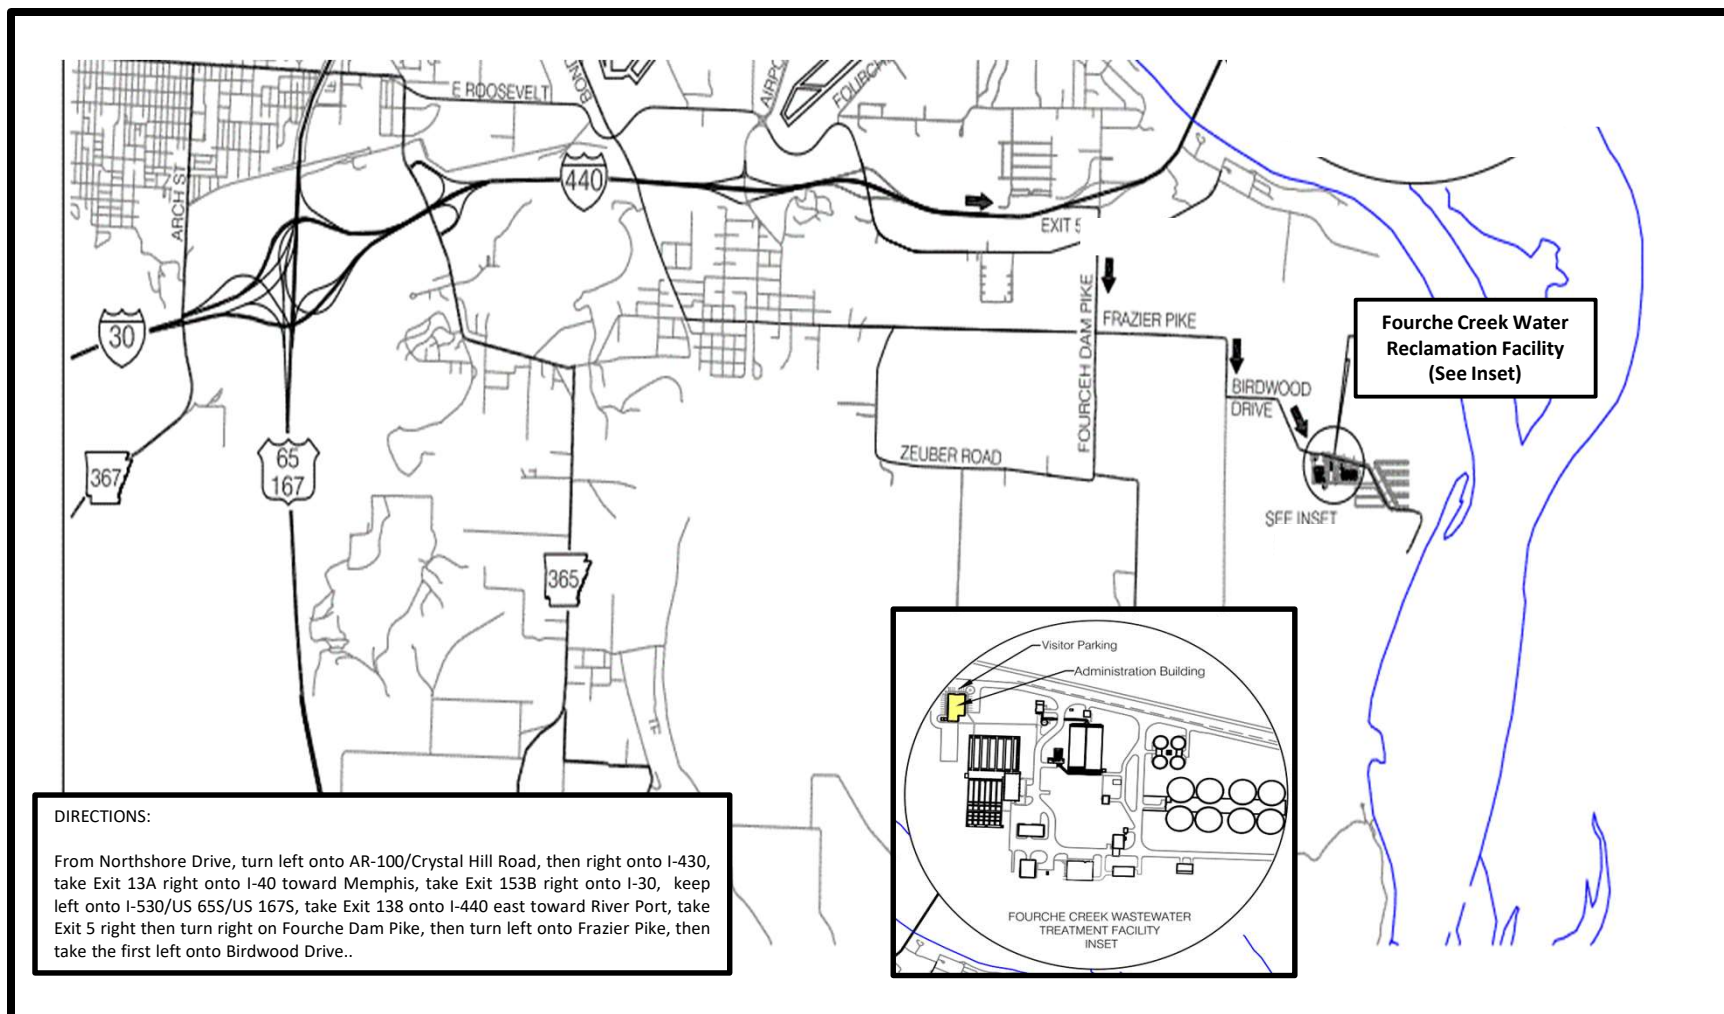 E ROOSEVELT
BON
AIRPO
FOURCH
ARCH ST
440
EXIT 5
30
FOURCEH DAM PIKE
FRAZIER PIKE
Fourche Creek Water
Reclamation Facility
(See Inset)
BIRDWOOD
DRIVE
65
167
367
ZEUBER ROAD
SEE INSET
365
Visitor Parking
Administration Building
FOURCHE CREEK WASTEWATER
TREATMENT FACILITY
INSET
DIRECTIONS:
From Northshore Drive, turn left onto AR-100/Crystal Hill Road, then right onto I-430,
take Exit 13A right onto I-40 toward Memphis, take Exit 153B right onto I-30, keep
left onto I-530/US 65S/US 167S, take Exit 138 onto I-440 east toward River Port, take
Exit 5 right then turn right on Fourche Dam Pike, then turn left onto Frazier Pike, then
take the first left onto Birdwood Drive..